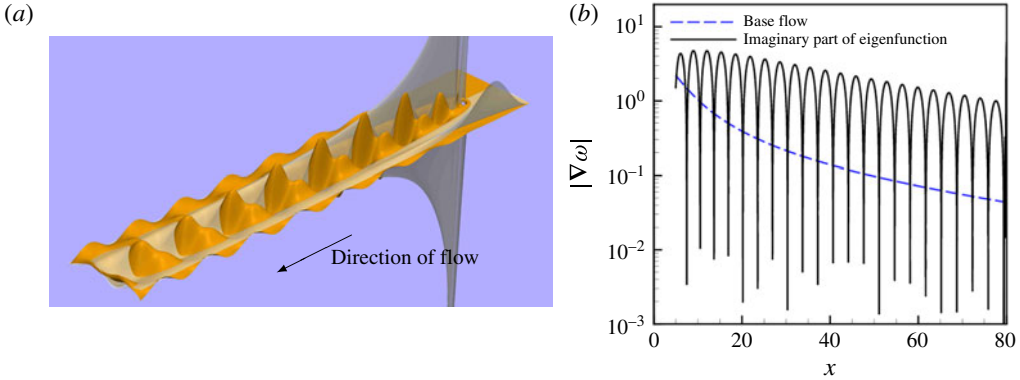 (a)
Direction of flow
(b)
Base flow
Imaginary part of eigenfunction
10^1
10^0
10^−1
10^−2
10^−3
|∇ω|
0 20 40 60 80
x